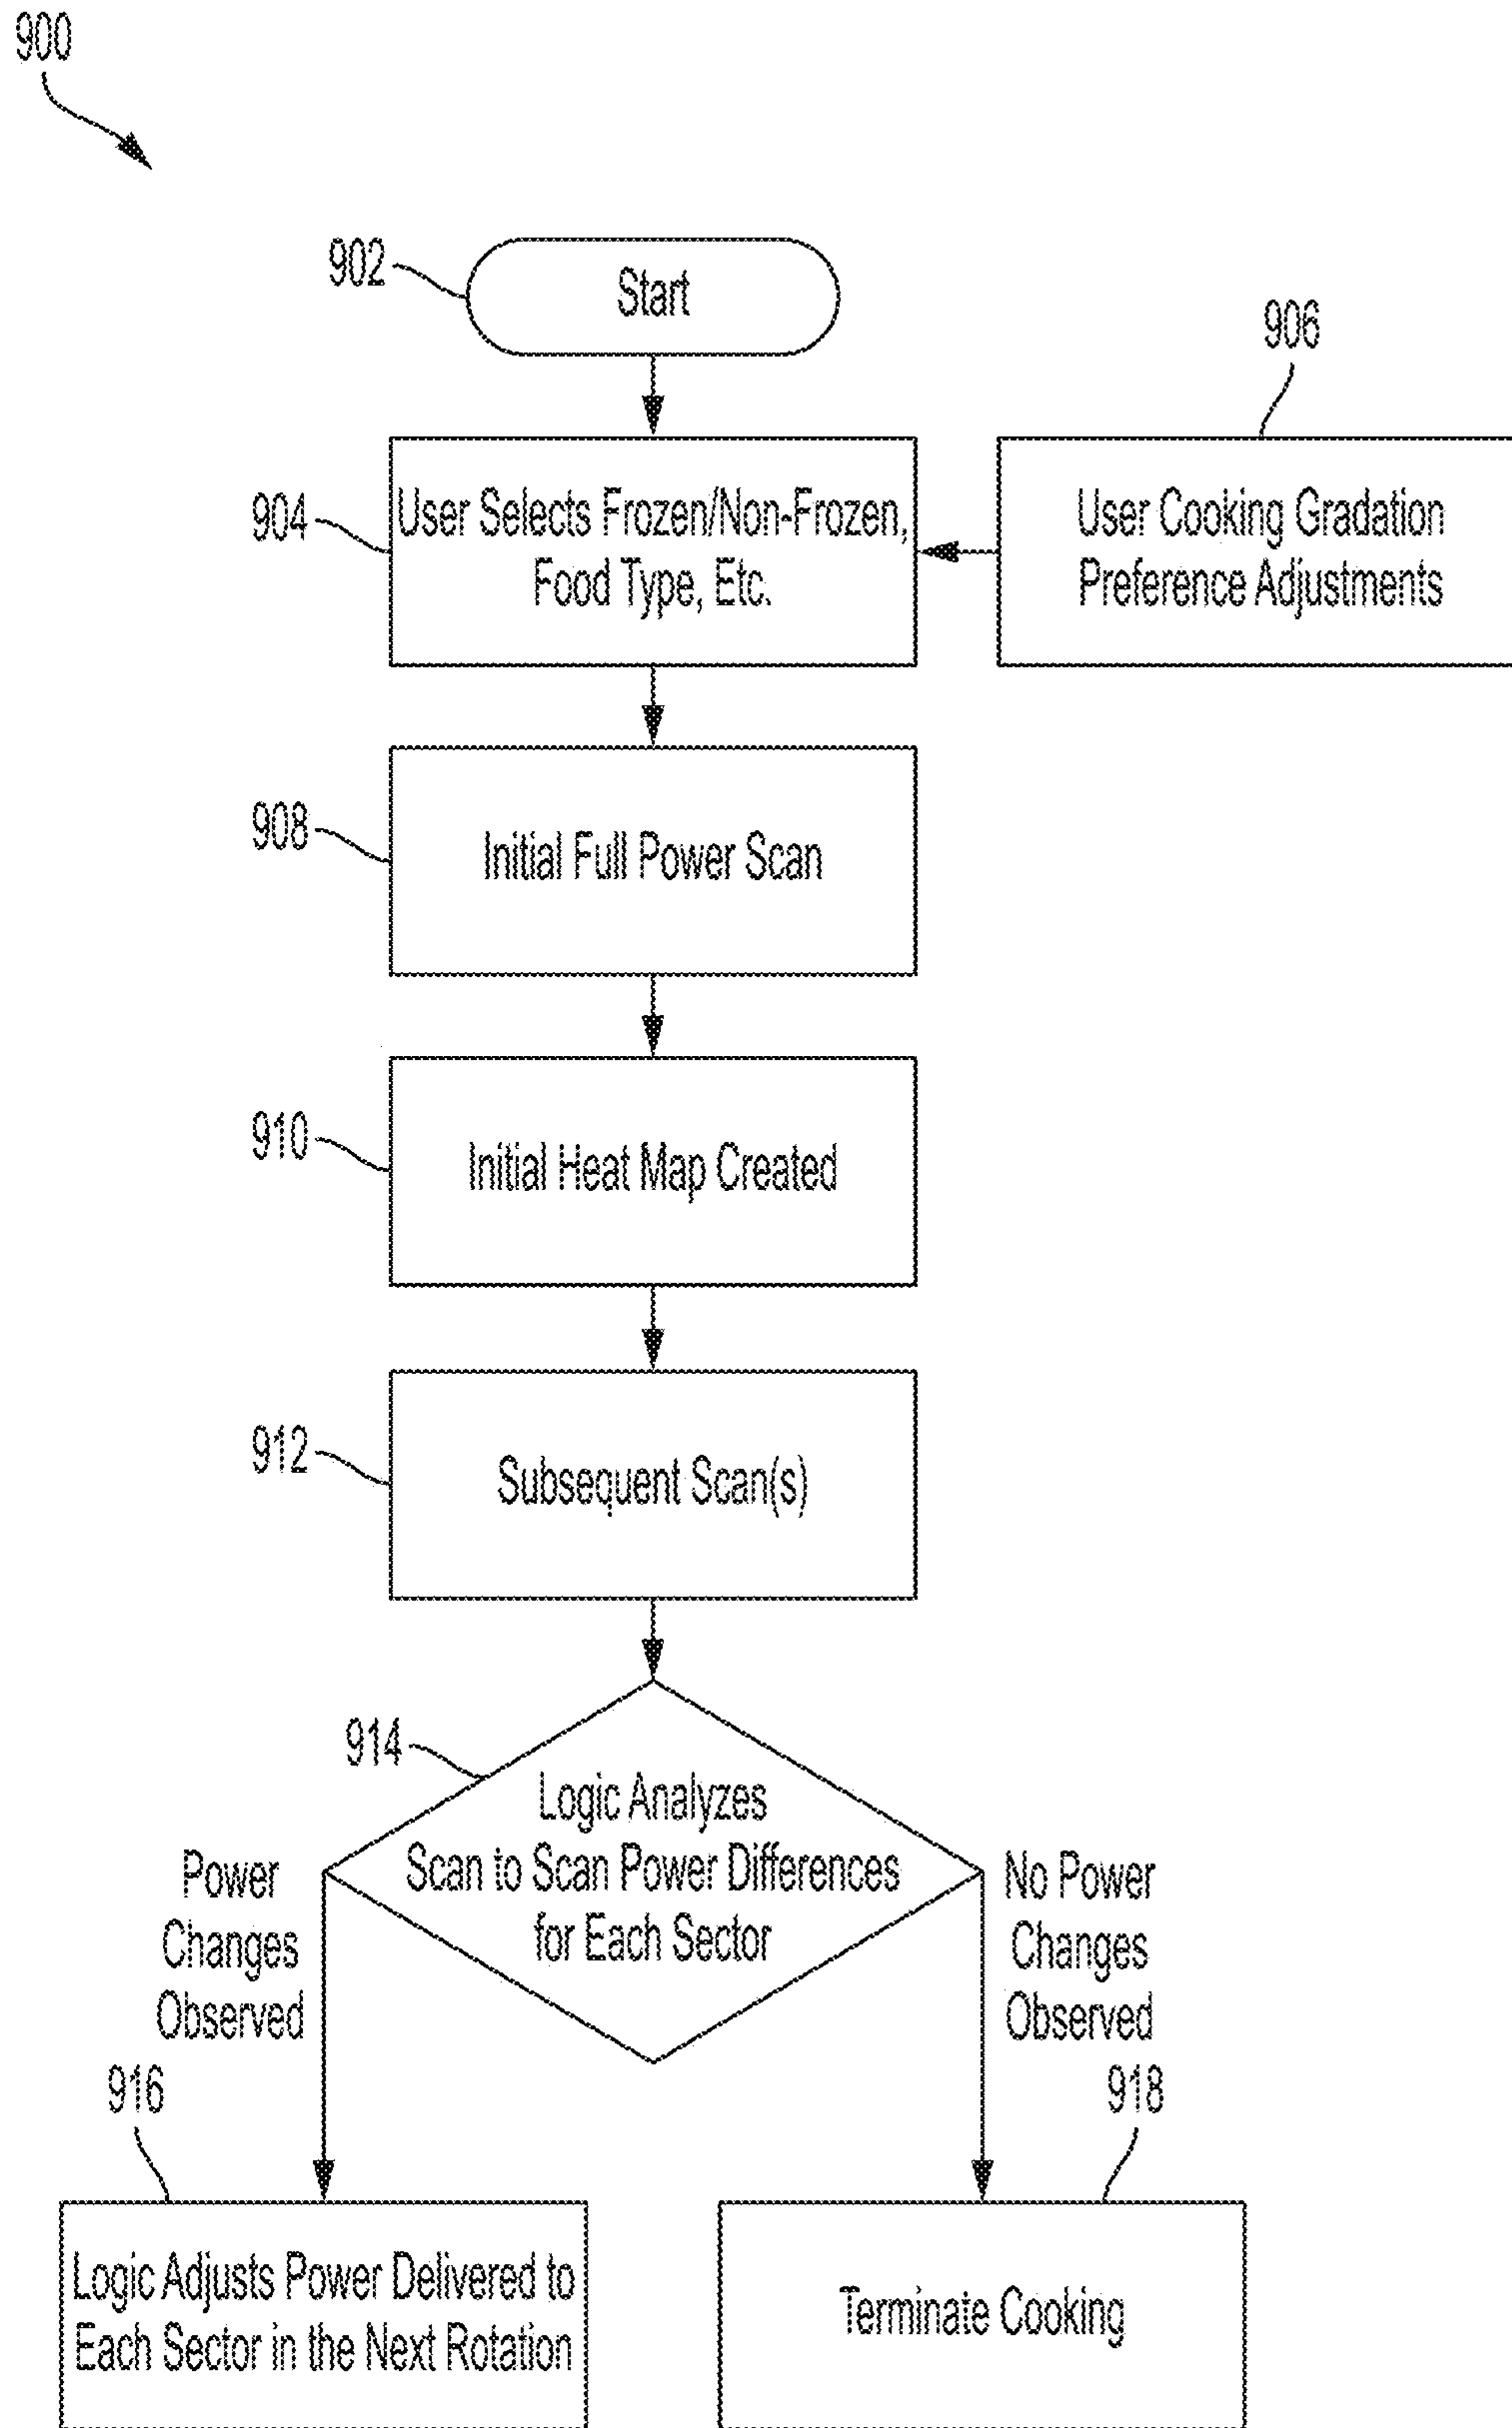 900
902
Start
906
904
User Selects Frozen/Non-Frozen,
Food Type, Etc.
User Cooking Gradation
Preference Adjustments
908
Initial Full Power Scan
910
Initial Heat Map Created
912
Subsequent Scan(s)
914
Logic Analyzes
Scan to Scan Power Differences
for Each Sector
Power
Changes
Observed
No Power
Changes
Observed
916
918
Logic Adjusts Power Delivered to
Each Sector in the Next Rotation
Terminate Cooking